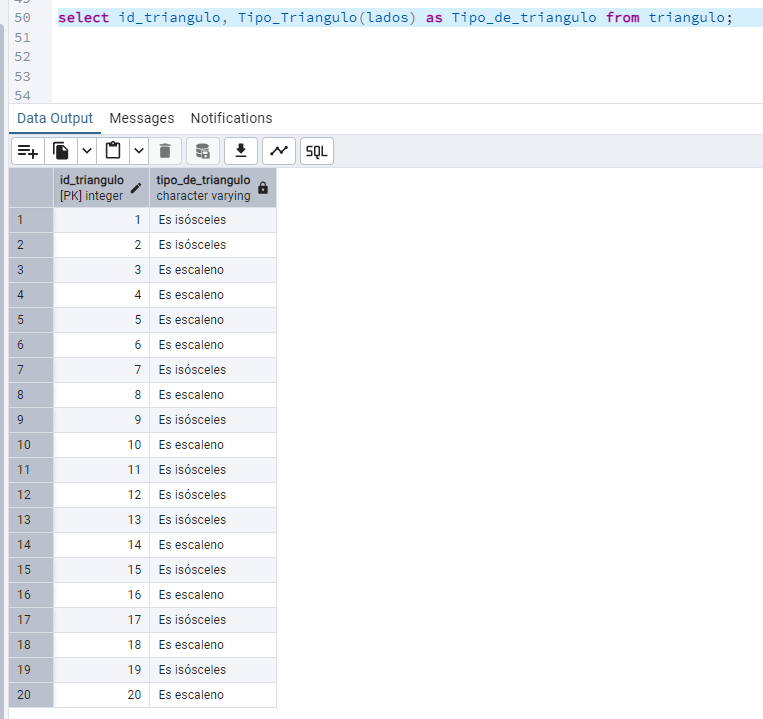 49
50 select id_triangulo, Tipo_Triangulo(lados) as Tipo_de_triangulo from triangulo;
51
52
53
54
Data Output Messages Notifications
SQL
id_triangulo tipo_de_triangulo
[PK] integer character varying
1 1 Es isósceles
2 2 Es isósceles
3 3 Es escaleno
4 4 Es escaleno
5 5 Es escaleno
6 6 Es escaleno
7 7 Es isósceles
8 8 Es escaleno
9 9 Es isósceles
10 10 Es escaleno
11 11 Es isósceles
12 12 Es isósceles
13 13 Es isósceles
14 14 Es escaleno
15 15 Es isósceles
16 16 Es escaleno
17 17 Es isósceles
18 18 Es escaleno
19 19 Es isósceles
20 20 Es escaleno